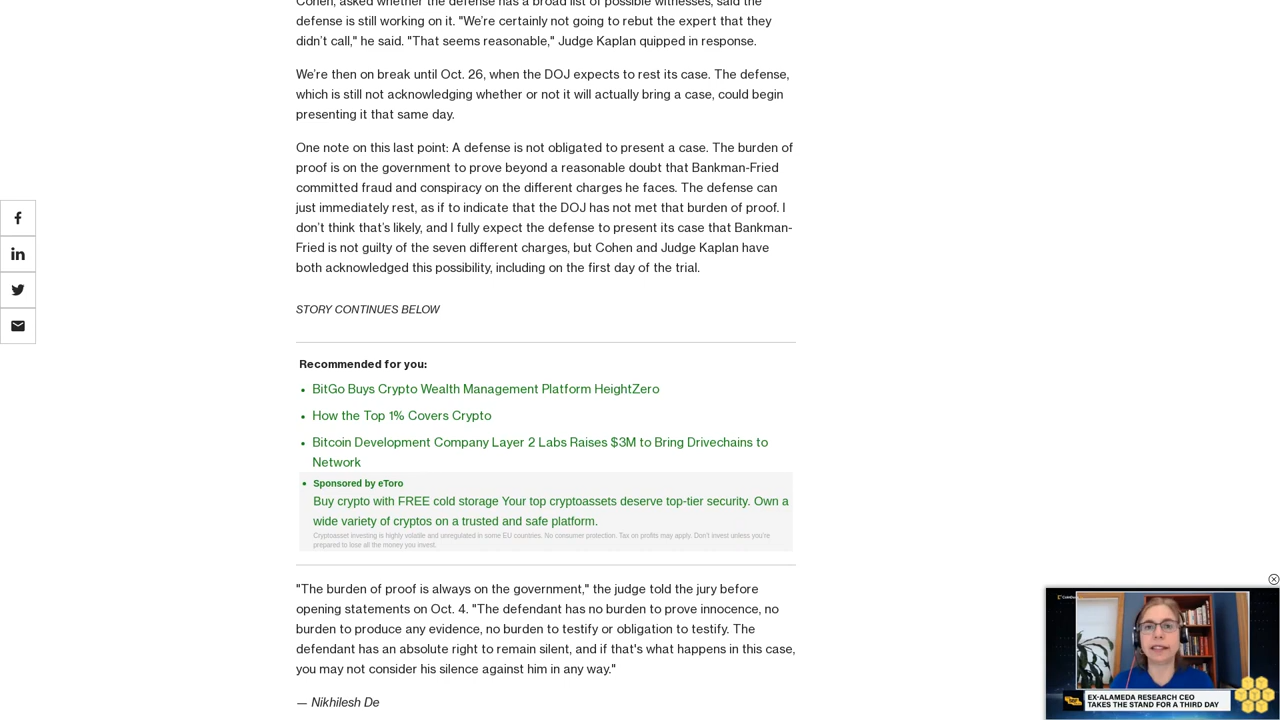 Cohen, asked whether the defense has a broad list of possible witnesses, said the
defense is still working on it. "We’re certainly not going to rebut the expert that they
didn’t call," he said. "That seems reasonable," Judge Kaplan quipped in response.
We’re then on break until Oct. 26, when the DOJ expects to rest its case. The defense,
which is still not acknowledging whether or not it will actually bring a case, could begin
presenting it that same day.
One note on this last point: A defense is not obligated to present a case. The burden of
proof is on the government to prove beyond a reasonable doubt that Bankman-Fried
committed fraud and conspiracy on the different charges he faces. The defense can
just immediately rest, as if to indicate that the DOJ has not met that burden of proof. I
don’t think that’s likely, and I fully expect the defense to present its case that Bankman-
Fried is not guilty of the seven different charges, but Cohen and Judge Kaplan have
both acknowledged this possibility, including on the first day of the trial.
STORY CONTINUES BELOW
Recommended for you:
• BitGo Buys Crypto Wealth Management Platform HeightZero
• How the Top 1% Covers Crypto
• Bitcoin Development Company Layer 2 Labs Raises $3M to Bring Drivechains to
Network
• Sponsored by eToro
Buy crypto with FREE cold storage Your top cryptoassets deserve top-tier security. Own a
wide variety of cryptos on a trusted and safe platform.
Cryptoasset investing is highly volatile and unregulated in some EU countries. No consumer protection. Tax on profits may apply. Don't invest unless you're
prepared to lose all the money you invest.
"The burden of proof is always on the government," the judge told the jury before
opening statements on Oct. 4. "The defendant has no burden to prove innocence, no
burden to produce any evidence, no burden to testify or obligation to testify. The
defendant has an absolute right to remain silent, and if that's what happens in this case,
you may not consider his silence against him in any way."
— Nikhilesh De
EX-ALAMEDA RESEARCH CEO
TAKES THE STAND FOR A THIRD DAY